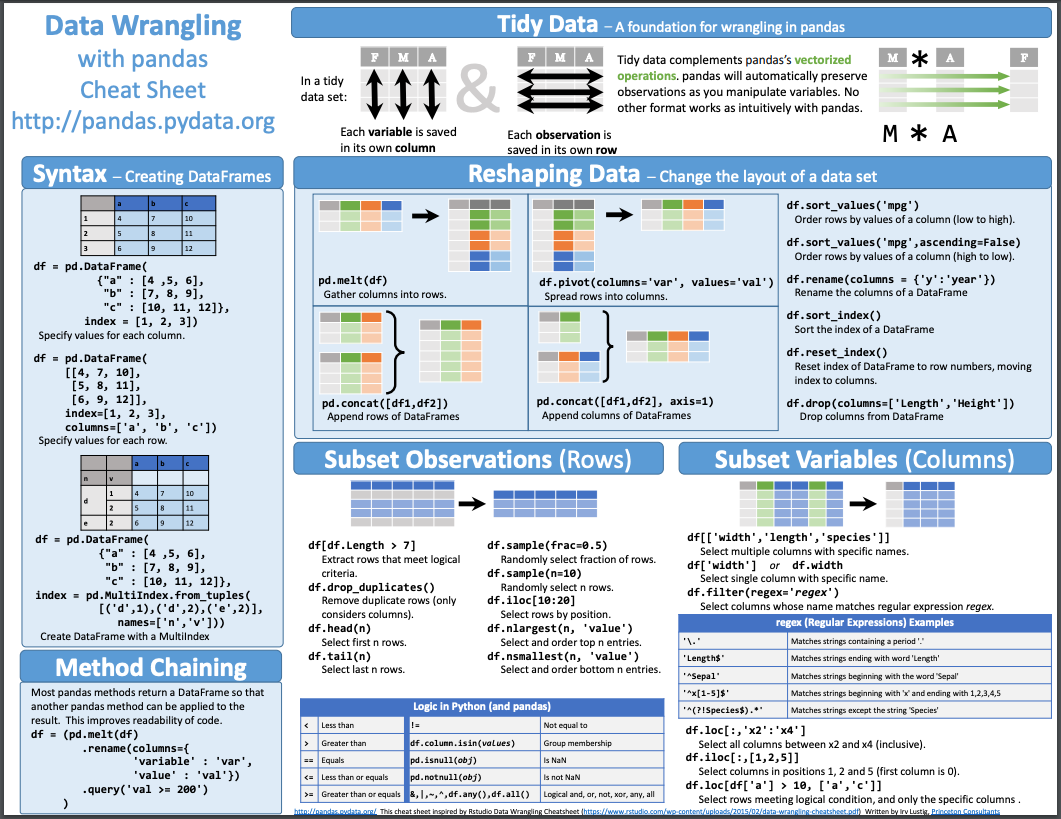 Data Wrangling
with pandas
Cheat Sheet
http://pandas.pydata.org
Tidy Data – A foundation for wrangling in pandas
In a tidy
data set:
F M A
Each variable is saved
in its own column
&
F M A
Each observation is
saved in its own row
Tidy data complements pandas's vectorized
operations. pandas will automatically preserve
observations as you manipulate variables. No
other format works as intuitively with pandas.
M * A F
M * A
Syntax – Creating DataFrames
a b c
1 4 7 10
2 5 8 11
3 6 9 12
df = pd.DataFrame(
{"a" : [4 ,5, 6],
"b" : [7, 8, 9],
"c" : [10, 11, 12]},
index = [1, 2, 3])
Specify values for each column.
df = pd.DataFrame(
[[4, 7, 10],
[5, 8, 11],
[6, 9, 12]],
index=[1, 2, 3],
columns=['a', 'b', 'c'])
Specify values for each row.
a b c
n v
d 1 4 7 10
2 5 8 11
e 2 6 9 12
df = pd.DataFrame(
{"a" : [4 ,5, 6],
"b" : [7, 8, 9],
"c" : [10, 11, 12]},
index = pd.MultiIndex.from_tuples(
[('d',1),('d',2),('e',2)],
names=['n','v']))
Create DataFrame with a MultiIndex
Method Chaining
Most pandas methods return a DataFrame so that
another pandas method can be applied to the
result. This improves readability of code.
df = (pd.melt(df)
.rename(columns={
'variable' : 'var',
'value' : 'val'})
.query('val >= 200')
)
Reshaping Data – Change the layout of a data set
pd.melt(df)
Gather columns into rows.
df.pivot(columns='var', values='val')
Spread rows into columns.
pd.concat([df1,df2])
Append rows of DataFrames
pd.concat([df1,df2], axis=1)
Append columns of DataFrames
df.sort_values('mpg')
Order rows by values of a column (low to high).
df.sort_values('mpg',ascending=False)
Order rows by values of a column (high to low).
df.rename(columns = {'y':'year'})
Rename the columns of a DataFrame
df.sort_index()
Sort the index of a DataFrame
df.reset_index()
Reset index of DataFrame to row numbers, moving
index to columns.
df.drop(columns=['Length','Height'])
Drop columns from DataFrame
Subset Observations (Rows)
df[df.Length > 7]
Extract rows that meet logical
criteria.
df.drop_duplicates()
Remove duplicate rows (only
considers columns).
df.head(n)
Select first n rows.
df.tail(n)
Select last n rows.
df.sample(frac=0.5)
Randomly select fraction of rows.
df.sample(n=10)
Randomly select n rows.
df.iloc[10:20]
Select rows by position.
df.nlargest(n, 'value')
Select and order top n entries.
df.nsmallest(n, 'value')
Select and order bottom n entries.
Logic in Python (and pandas)
< Less than != Not equal to
> Greater than df.column.isin(values) Group membership
== Equals pd.isnull(obj) Is NaN
<= Less than or equals pd.notnull(obj) Is not NaN
>= Greater than or equals &,|,~,^,df.any(),df.all() Logical and, or, not, xor, any, all
Subset Variables (Columns)
df[['width','length','species']]
Select multiple columns with specific names.
df['width'] or df.width
Select single column with specific name.
df.filter(regex='regex')
Select columns whose name matches regular expression regex.
regex (Regular Expressions) Examples
'\.' Matches strings containing a period '.'
'Length$' Matches strings ending with word 'Length'
'^Sepal' Matches strings beginning with the word 'Sepal'
'^x[1-5]$' Matches strings beginning with 'x' and ending with 1,2,3,4,5
'^(?!Species$).*' Matches strings except the string 'Species'
df.loc[:,'x2':'x4']
Select all columns between x2 and x4 (inclusive).
df.iloc[:,[1,2,5]]
Select columns in positions 1, 2 and 5 (first column is 0).
df.loc[df['a'] > 10, ['a','c']]
Select rows meeting logical condition, and only the specific columns .
http://pandas.pydata.org/ This cheat sheet inspired by Rstudio Data Wrangling Cheatsheet (https://www.rstudio.com/wp-content/uploads/2015/02/data-wrangling-cheatsheet.pdf) Written by Irv Lustig, Princeton Consultants